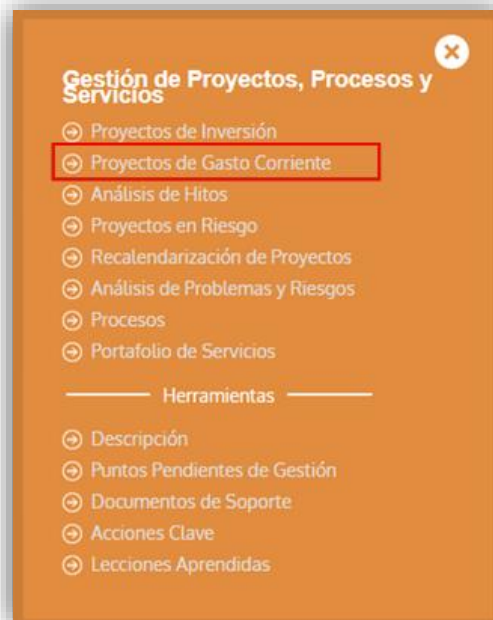 Gestión de Proyectos, Procesos y
Servicios
Proyectos de Inversión
Proyectos de Gasto Corriente
Análisis de Hitos
Proyectos en Riesgo
Recalendarización de Proyectos
Análisis de Problemas y Riesgos
Procesos
Portafolio de Servicios
Herramientas
Descripción
Puntos Pendientes de Gestión
Documentos de Soporte
Acciones Clave
Lecciones Aprendidas